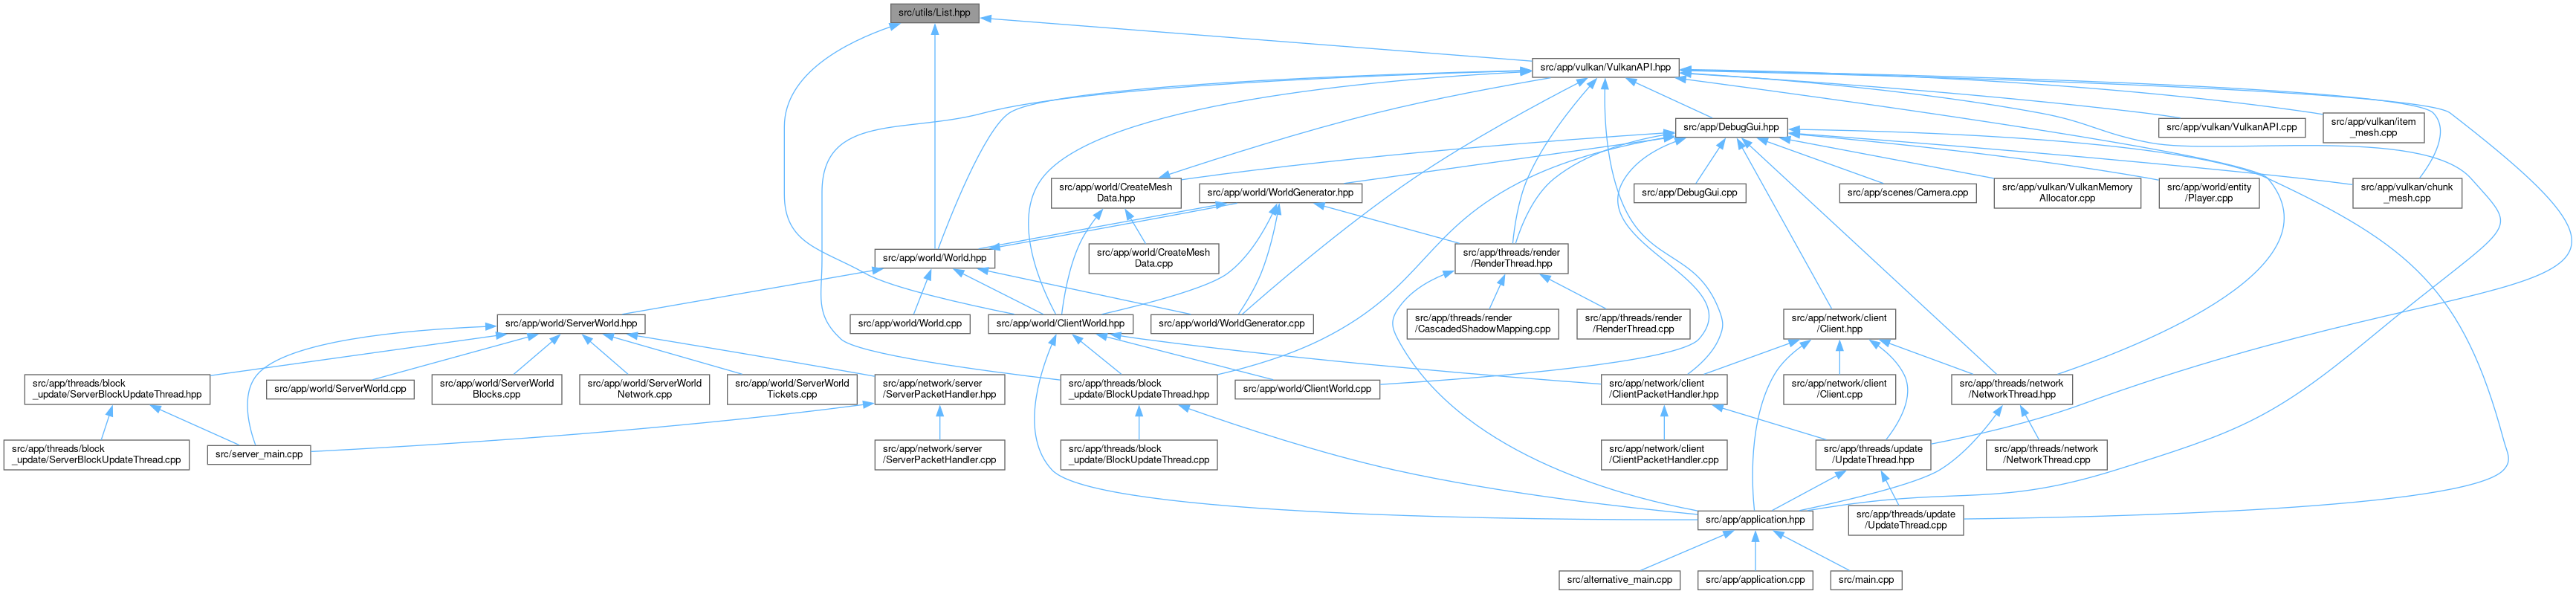 src/utils/List.hpp
src/app/vulkan/VulkanAPI.hpp
src/app/DebugGui.hpp
src/app/vulkan/VulkanAPI.cpp
src/app/vulkan/item
_mesh.cpp
src/app/world/CreateMesh
Data.hpp
src/app/world/WorldGenerator.hpp
src/app/DebugGui.cpp
src/app/scenes/Camera.cpp
src/app/vulkan/VulkanMemory
Allocator.cpp
src/app/world/entity
/Player.cpp
src/app/vulkan/chunk
_mesh.cpp
src/app/world/World.hpp
src/app/world/CreateMesh
Data.cpp
src/app/threads/render
/RenderThread.hpp
src/app/world/ServerWorld.hpp
src/app/world/World.cpp
src/app/world/ClientWorld.hpp
src/app/world/WorldGenerator.cpp
src/app/threads/render
/CascadedShadowMapping.cpp
src/app/threads/render
/RenderThread.cpp
src/app/network/client
/Client.hpp
src/app/threads/block
_update/ServerBlockUpdateThread.hpp
src/app/world/ServerWorld.cpp
src/app/world/ServerWorld
Blocks.cpp
src/app/world/ServerWorld
Network.cpp
src/app/world/ServerWorld
Tickets.cpp
src/app/network/server
/ServerPacketHandler.hpp
src/app/threads/block
_update/BlockUpdateThread.hpp
src/app/world/ClientWorld.cpp
src/app/network/client
/ClientPacketHandler.hpp
src/app/network/client
/Client.cpp
src/app/threads/network
/NetworkThread.hpp
src/app/threads/block
_update/ServerBlockUpdateThread.cpp
src/server_main.cpp
src/app/network/server
/ServerPacketHandler.cpp
src/app/threads/block
_update/BlockUpdateThread.cpp
src/app/network/client
/ClientPacketHandler.cpp
src/app/threads/update
/UpdateThread.hpp
src/app/threads/network
/NetworkThread.cpp
src/app/application.hpp
src/app/threads/update
/UpdateThread.cpp
src/alternative_main.cpp
src/app/application.cpp
src/main.cpp